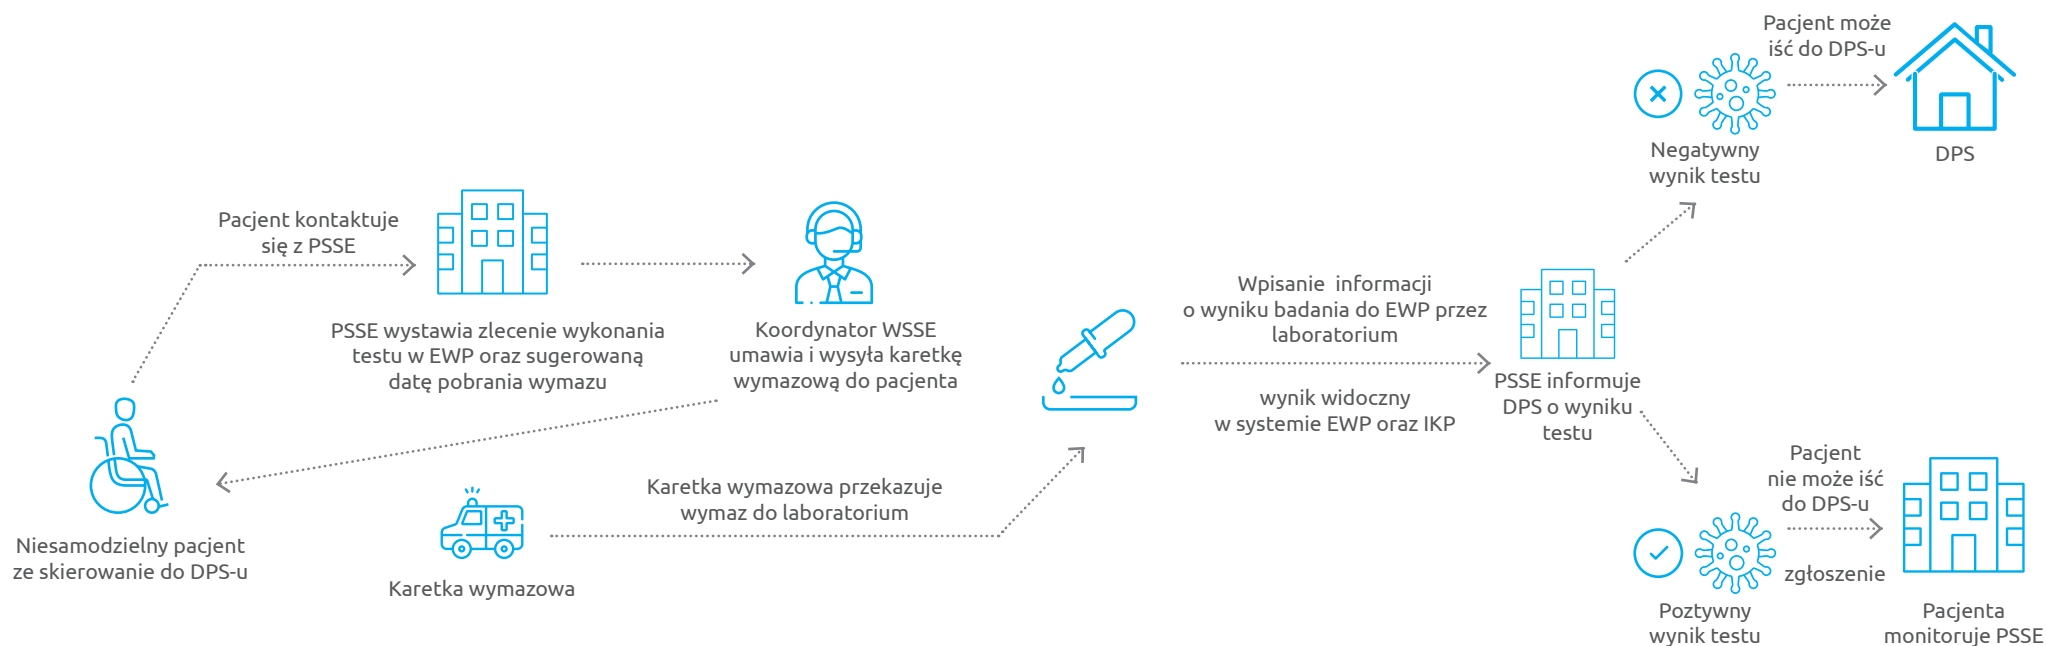 Pacjent kontaktuje
się z PSSE
PSSE wystawia zlecenie wykonania
testu w EWP oraz sugerowaną
datę pobrania wymazu
Koordynator WSSE
umawia i wysyła karetkę
wymazową do pacjenta
Niesamodzielny pacjent
ze skierowanie do DPS-u
Karetka wymazowa
Karetka wymazowa przekazuje
wymaz do laboratorium
Wpisanie informacji
o wyniku badania do EWP przez
laboratorium
wynik widoczny
w systemie EWP oraz IKP
PSSE informuje
DPS o wyniku
testu
Negatywny
wynik testu
Pacjent może
iść do DPS-u
DPS
Poztywny
wynik testu
Pacjent
nie może iść
do DPS-u
zgłoszenie
Pacjenta
monitoruje PSSE